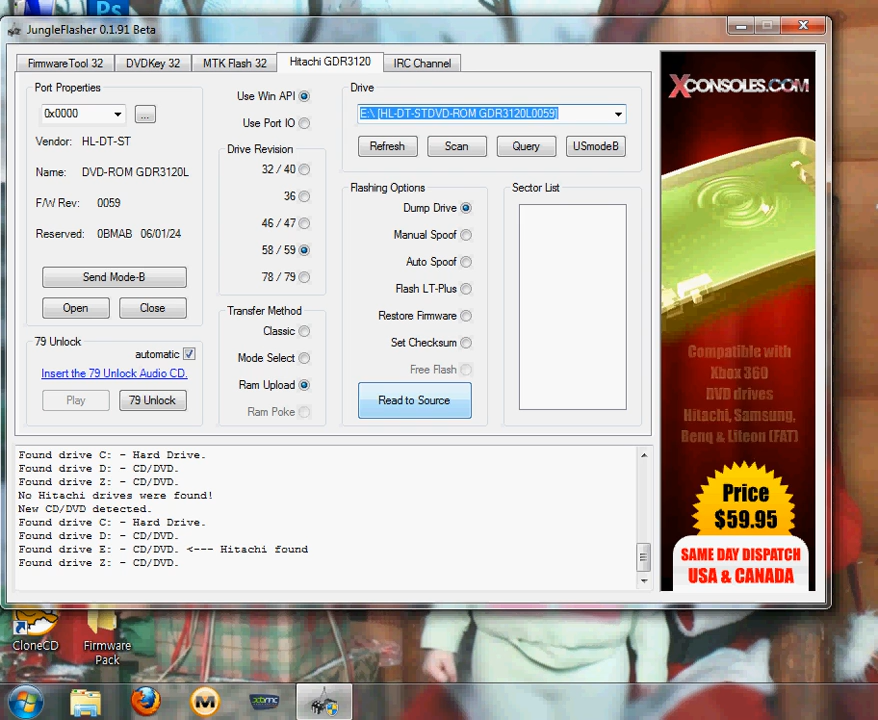 Ps
JungleFlasher 0.1.91 Beta
FirmwareTool 32
DVDKey 32
MTK Flash 32
Hitachi GDR3120
IRC Channel
Port Properties
0x0000
...
Vendor: HL-DT-ST
Name: DVD-ROM GDR3120L
F/W Rev: 0059
Reserved: 0BMAB 06/01/24
Send Mode-B
Open
Close
79 Unlock
automatic
Insert the 79 Unlock Audio CD.
Play
79 Unlock
Use Win API
Use Port IO
Drive Revision
32 / 40
36
46 / 47
58 / 59
78 / 79
Transfer Method
Classic
Mode Select
Ram Upload
Ram Poke
Drive
E:\ [HL-DT-STDVD-ROM GDR3120L0059]
Refresh
Scan
Query
USmodeB
Flashing Options
Dump Drive
Manual Spoof
Auto Spoof
Flash LT-Plus
Restore Firmware
Set Checksum
Free Flash
Read to Source
Sector List
Found drive C: - Hard Drive.
Found drive D: - CD/DVD.
Found drive Z: - CD/DVD.
No Hitachi drives were found!
New CD/DVD detected.
Found drive C: - Hard Drive.
Found drive D: - CD/DVD.
Found drive E: - CD/DVD. <--- Hitachi found
Found drive Z: - CD/DVD.
XCONSOLES.COM
Compatible with
Xbox 360
DVD drives
Hitachi, Samsung,
Benq & Liteon (FAT)
Price
$59.95
SAME DAY DISPATCH
USA & CANADA
CloneCD
Firmware
Pack
M
xbmc